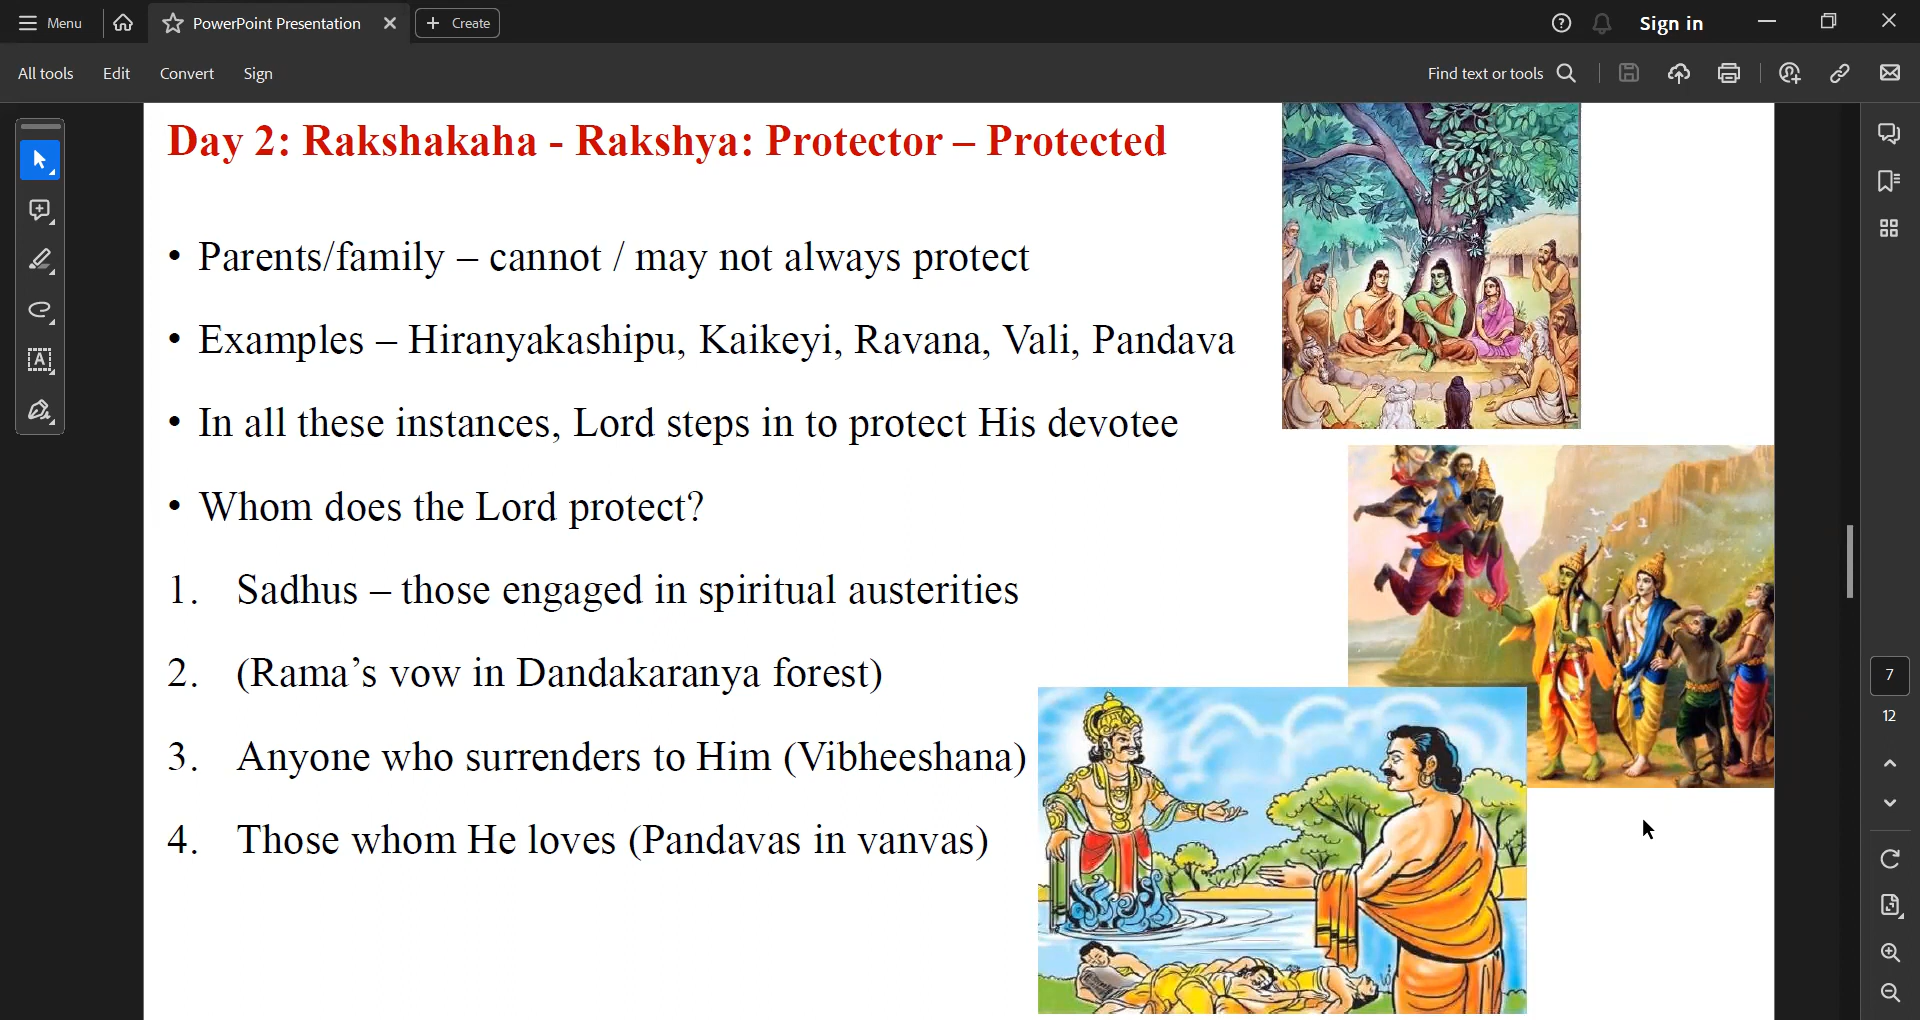 Menu
PowerPoint Presentation
Create
Sign in
All tools
Edit
Convert
Sign
Find text or tools
Day 2: Rakshakaha - Rakshya: Protector – Protected
• Parents/family – cannot / may not always protect
• Examples – Hiranyakashipu, Kaikeyi, Ravana, Vali, Pandava
• In all these instances, Lord steps in to protect His devotee
• Whom does the Lord protect?
1. Sadhus – those engaged in spiritual austerities
2. (Rama’s vow in Dandakaranya forest)
3. Anyone who surrenders to Him (Vibheeshana)
4. Those whom He loves (Pandavas in vanvas)
7
12